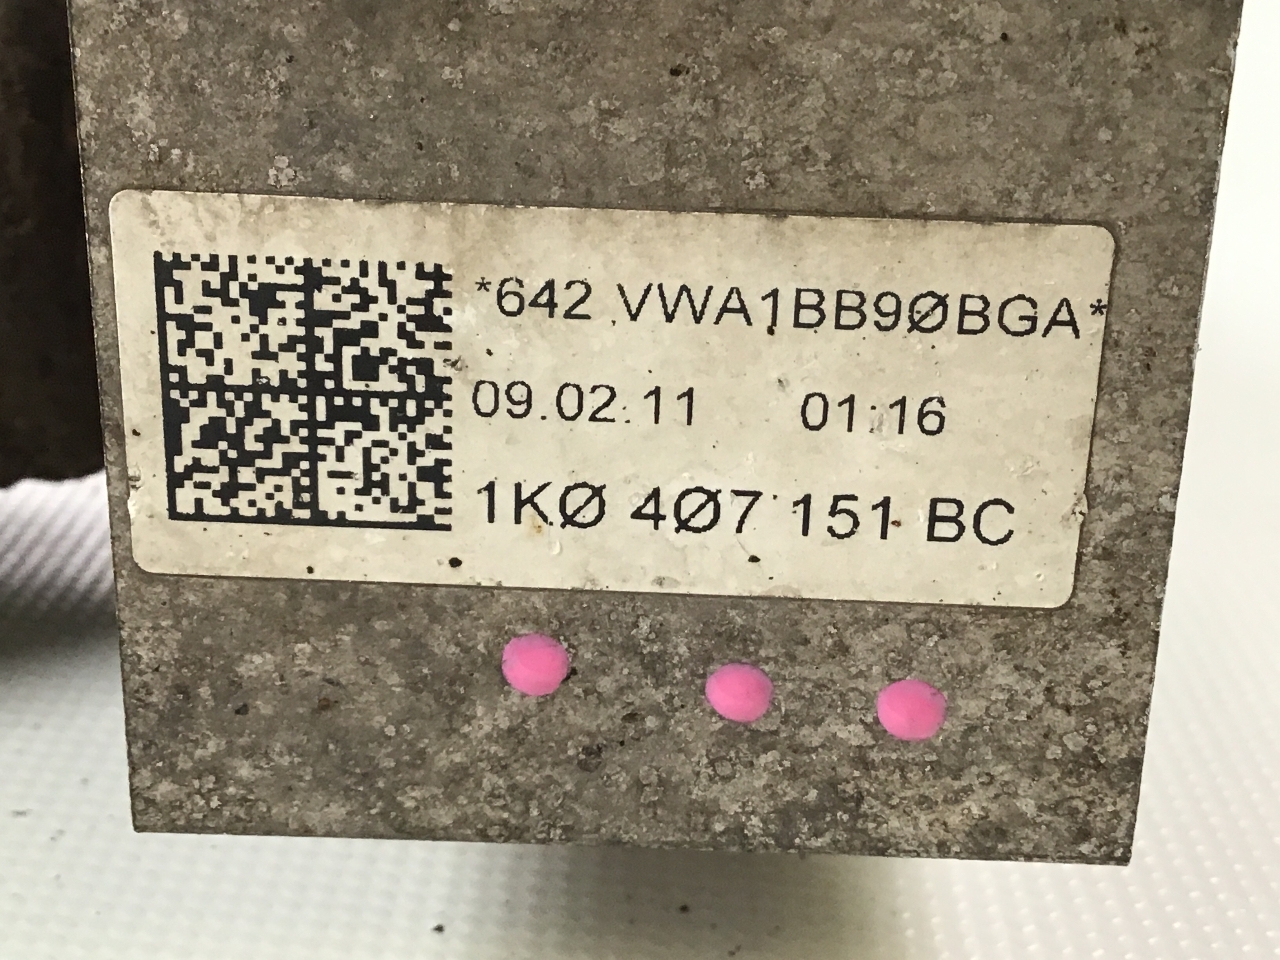 *642 VWA1BB9ØBGA*
09.02.11 01:16
1KØ 4Ø7 151 BC